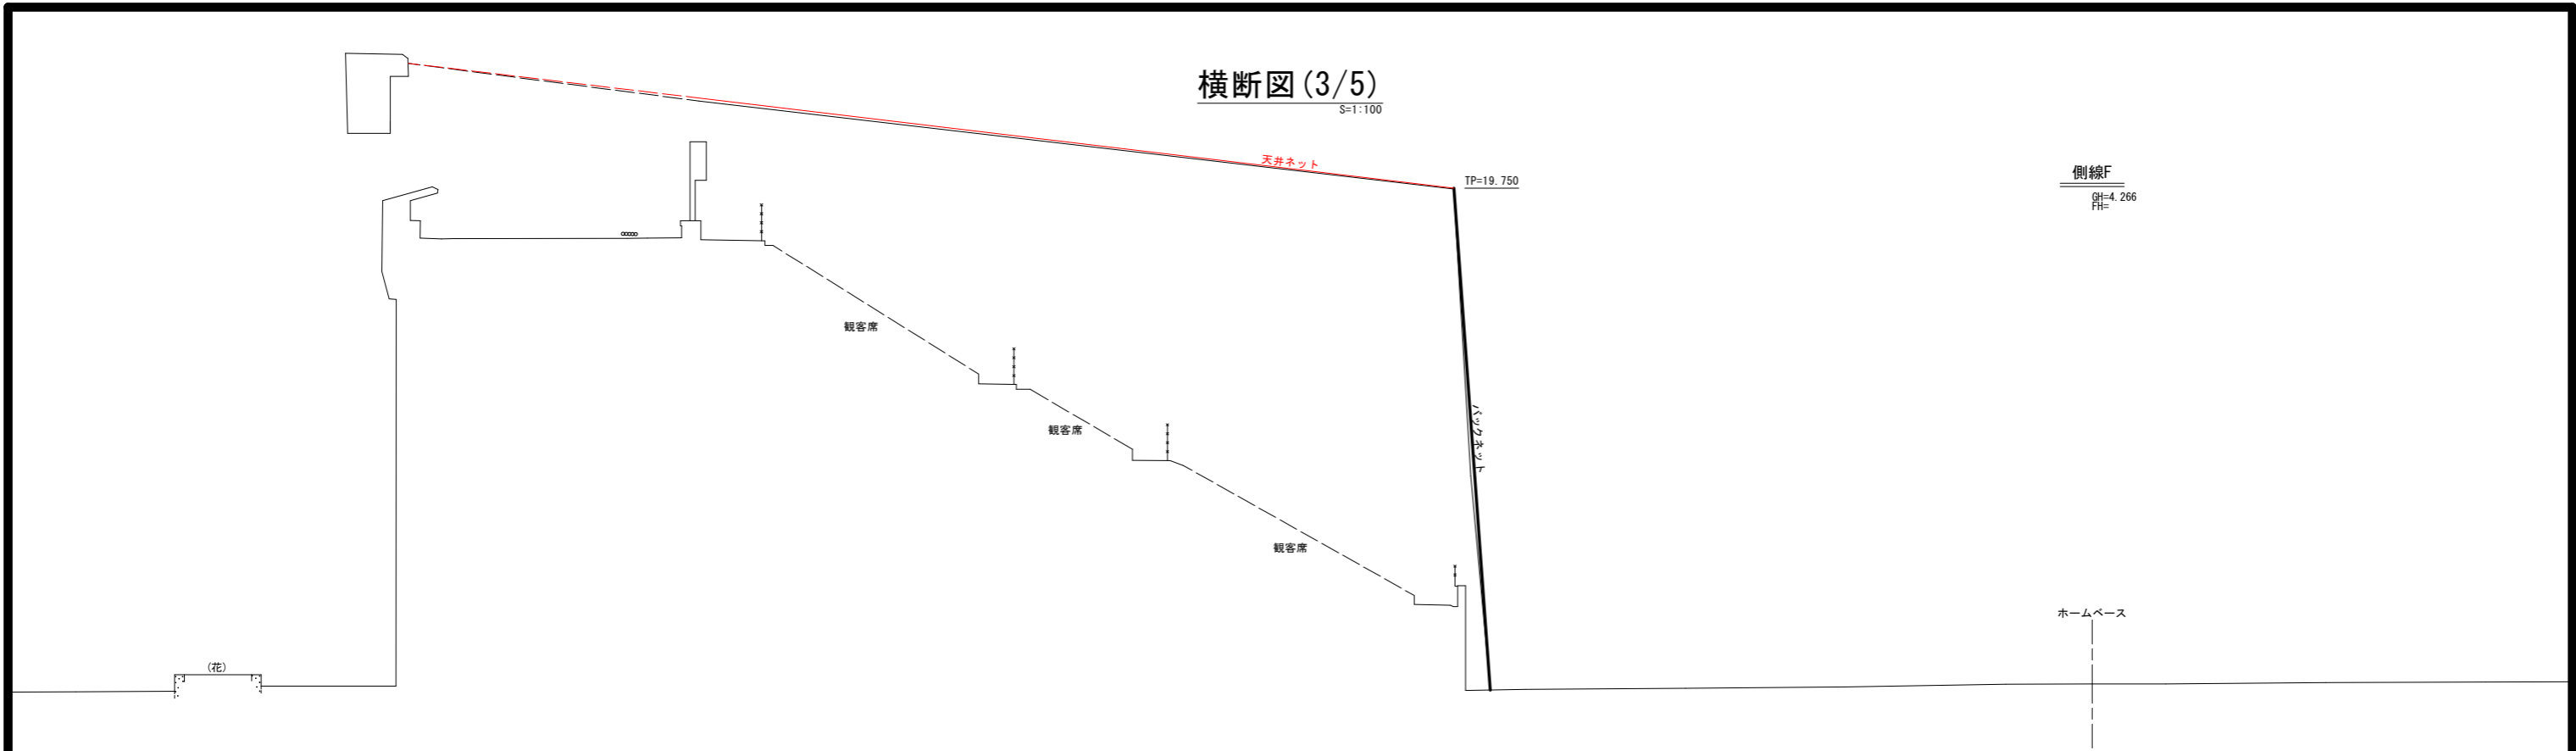 横断図(3/5)
S=1:100
天井ネット
TP=19.750
側線F
GH=4.266
FH=
観客席
観客席
バックネット
観客席
ホームベース
(花)